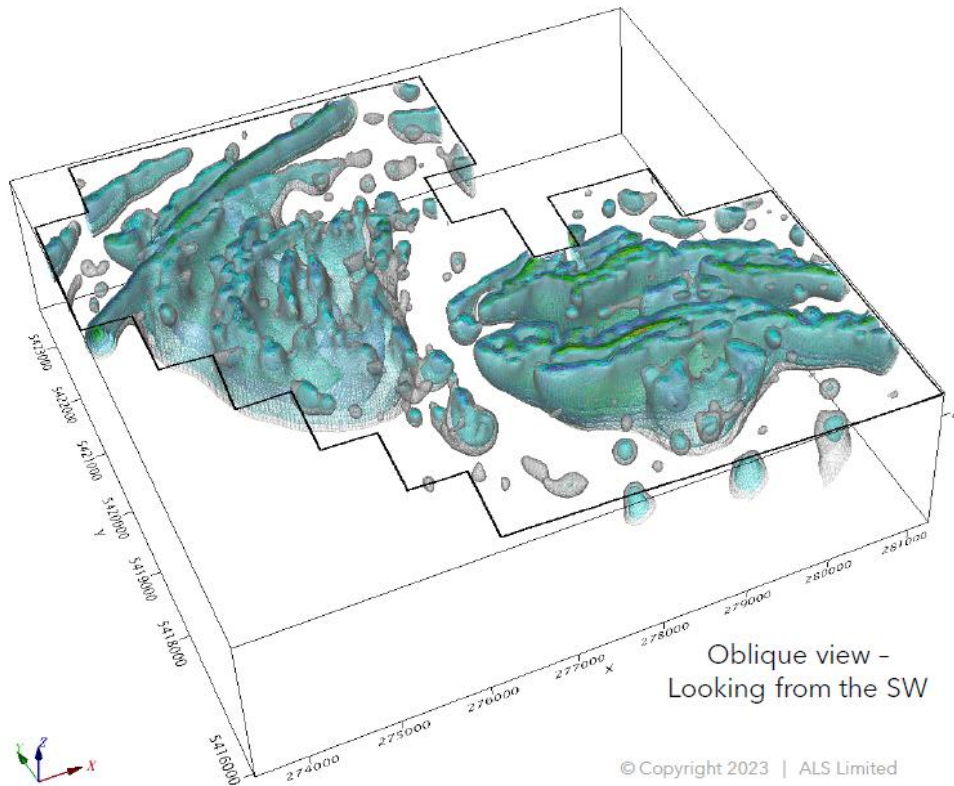 5423000
5422000
5421000
5420000
5419000
5418000
5416000
Y
274000
275000
276000
277000
278000
279000
280000
281000
X
Oblique view –
Looking from the SW
Y
Z
X
© Copyright 2023 | ALS Limited